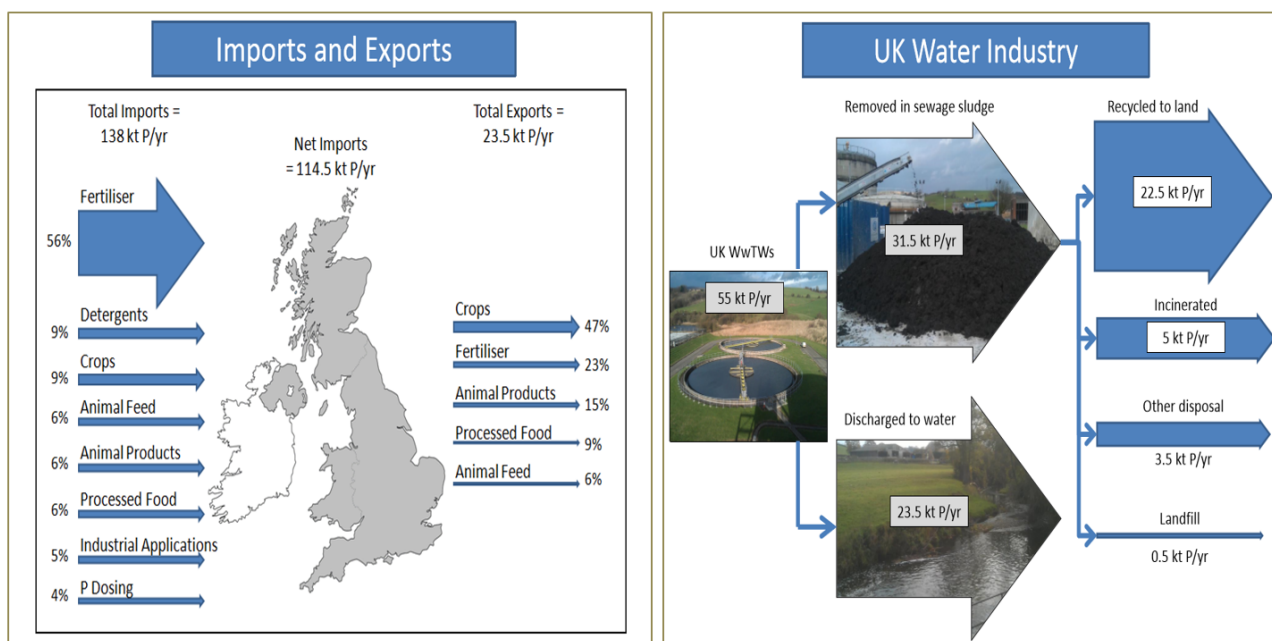 Imports and Exports
Total Imports =
138 kt P/yr
Net Imports
= 114.5 kt P/yr
Total Exports =
23.5 kt P/yr
Fertiliser
56%
Detergents
9%
Crops
9%
Animal Feed
6%
Animal Products
6%
Processed Food
6%
Industrial Applications
5%
P Dosing
4%
Crops
47%
Fertiliser
23%
Animal Products
15%
Processed Food
9%
Animal Feed
6%
UK Water Industry
UK WwTWs
55 kt P/yr
Removed in sewage sludge
31.5 kt P/yr
Discharged to water
23.5 kt P/yr
Recycled to land
22.5 kt P/yr
Incinerated
5 kt P/yr
Other disposal
3.5 kt P/yr
Landfill
0.5 kt P/yr